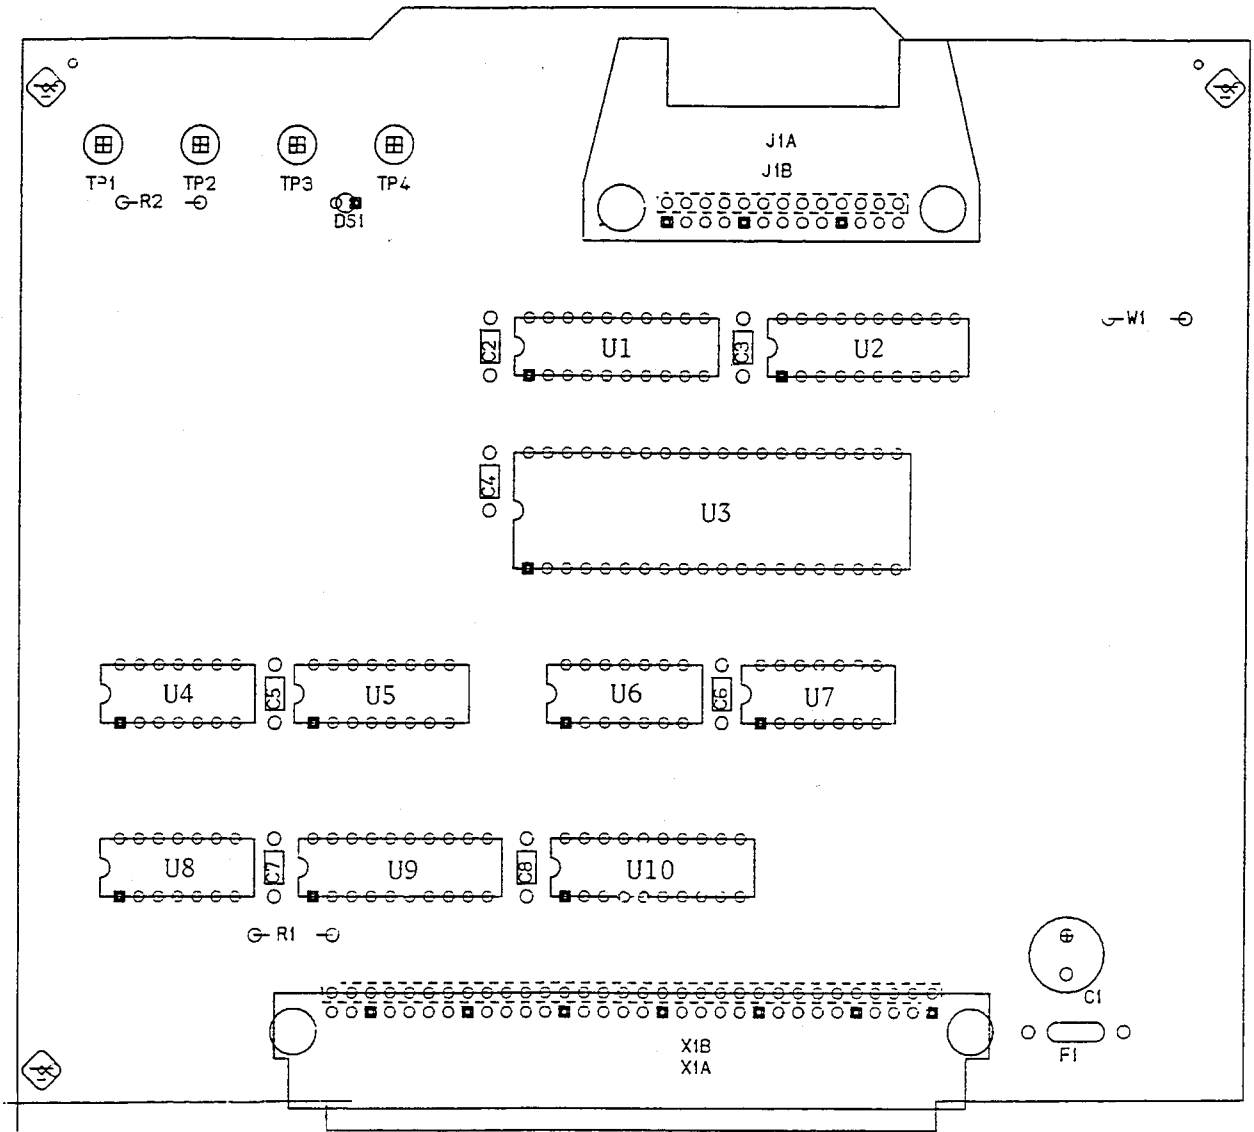 J1A
J1B
TP1 TP2 TP3 TP4
R2
DS1
W1
C2 U1 C3 U2
C4 U3
U4 C5 U5 U6 C6 U7
U8 C7 U9 C8 U10
R1
C1
X1B
X1A
F1